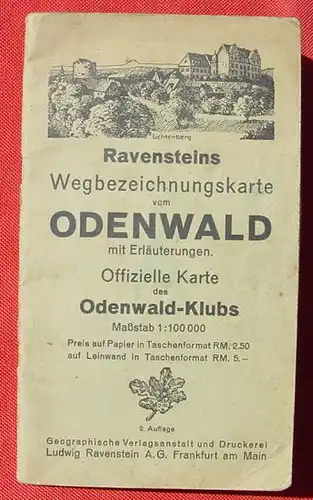 Lichtenberg
Ravensteins
Wegbezeichnungskarte
vom
ODENWALD
mit Erläuterungen.
Offizielle Karte
des
Odenwald-Klubs
Maßstab 1:100 000
Preis auf Papier in Taschenformat RM. 2.50
auf Leinwand in Taschenformat RM. 5.–
2. Auflage
Geographische Verlagsanstalt und Druckerei
Ludwig Ravenstein A.G. Frankfurt am Main